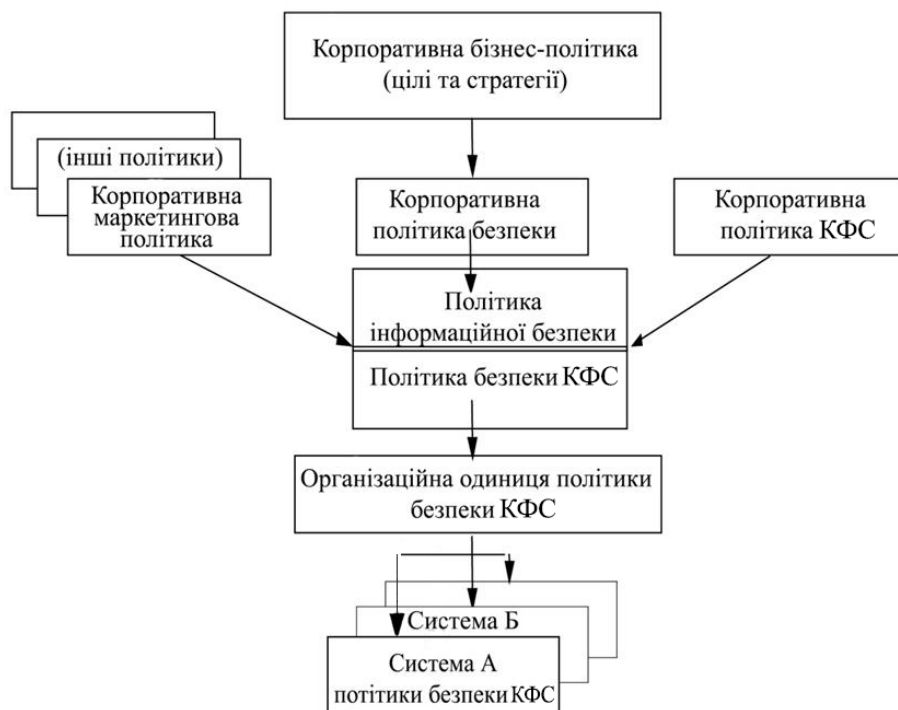 Корпоративна бізнес-політика
(цілі та стратегії)
(інші політики)
Корпоративна
маркетингова
політика
Корпоративна
політика безпеки
Корпоративна
політика КФС
Політика
інформаційної безпеки
Політика безпеки КФС
Організаційна одиниця політики
безпеки КФС
Система Б
Система А
потітики безпеки КФС